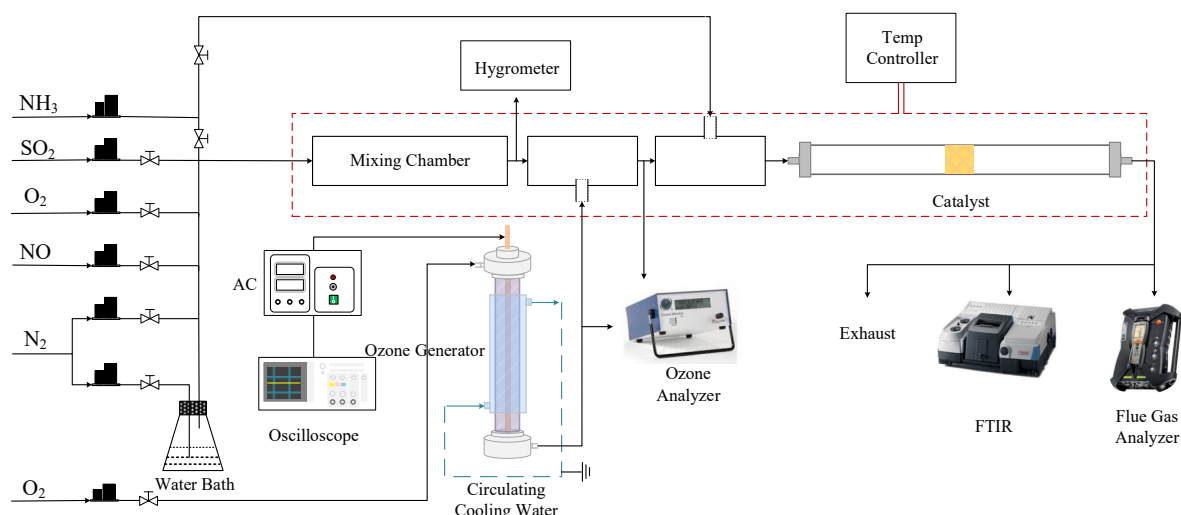 Temp
Controller
Hygrometer
NH₃
SO₂
Mixing Chamber
O₂
Catalyst
NO
AC
N₂
Exhaust
Ozone Generator
Ozone
Analyzer
FTIR
Flue Gas
Analyzer
Oscilloscope
Water Bath
O₂
Circulating
Cooling Water